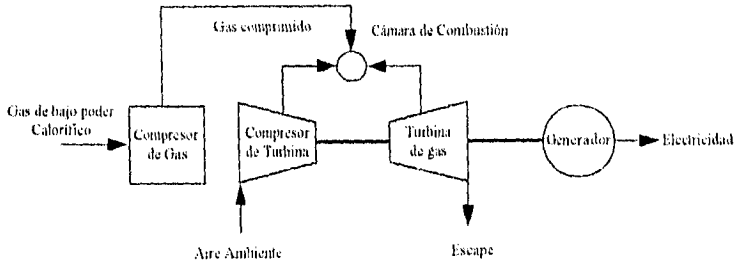 Gas comprimido
Cámara de Combustión
Gas de bajo poder
Calorífico
Compresor
de Gas
Compresor
de Turbina
Turbina
de gas
Generador
Electricidad
Aire Ambiente
Escape